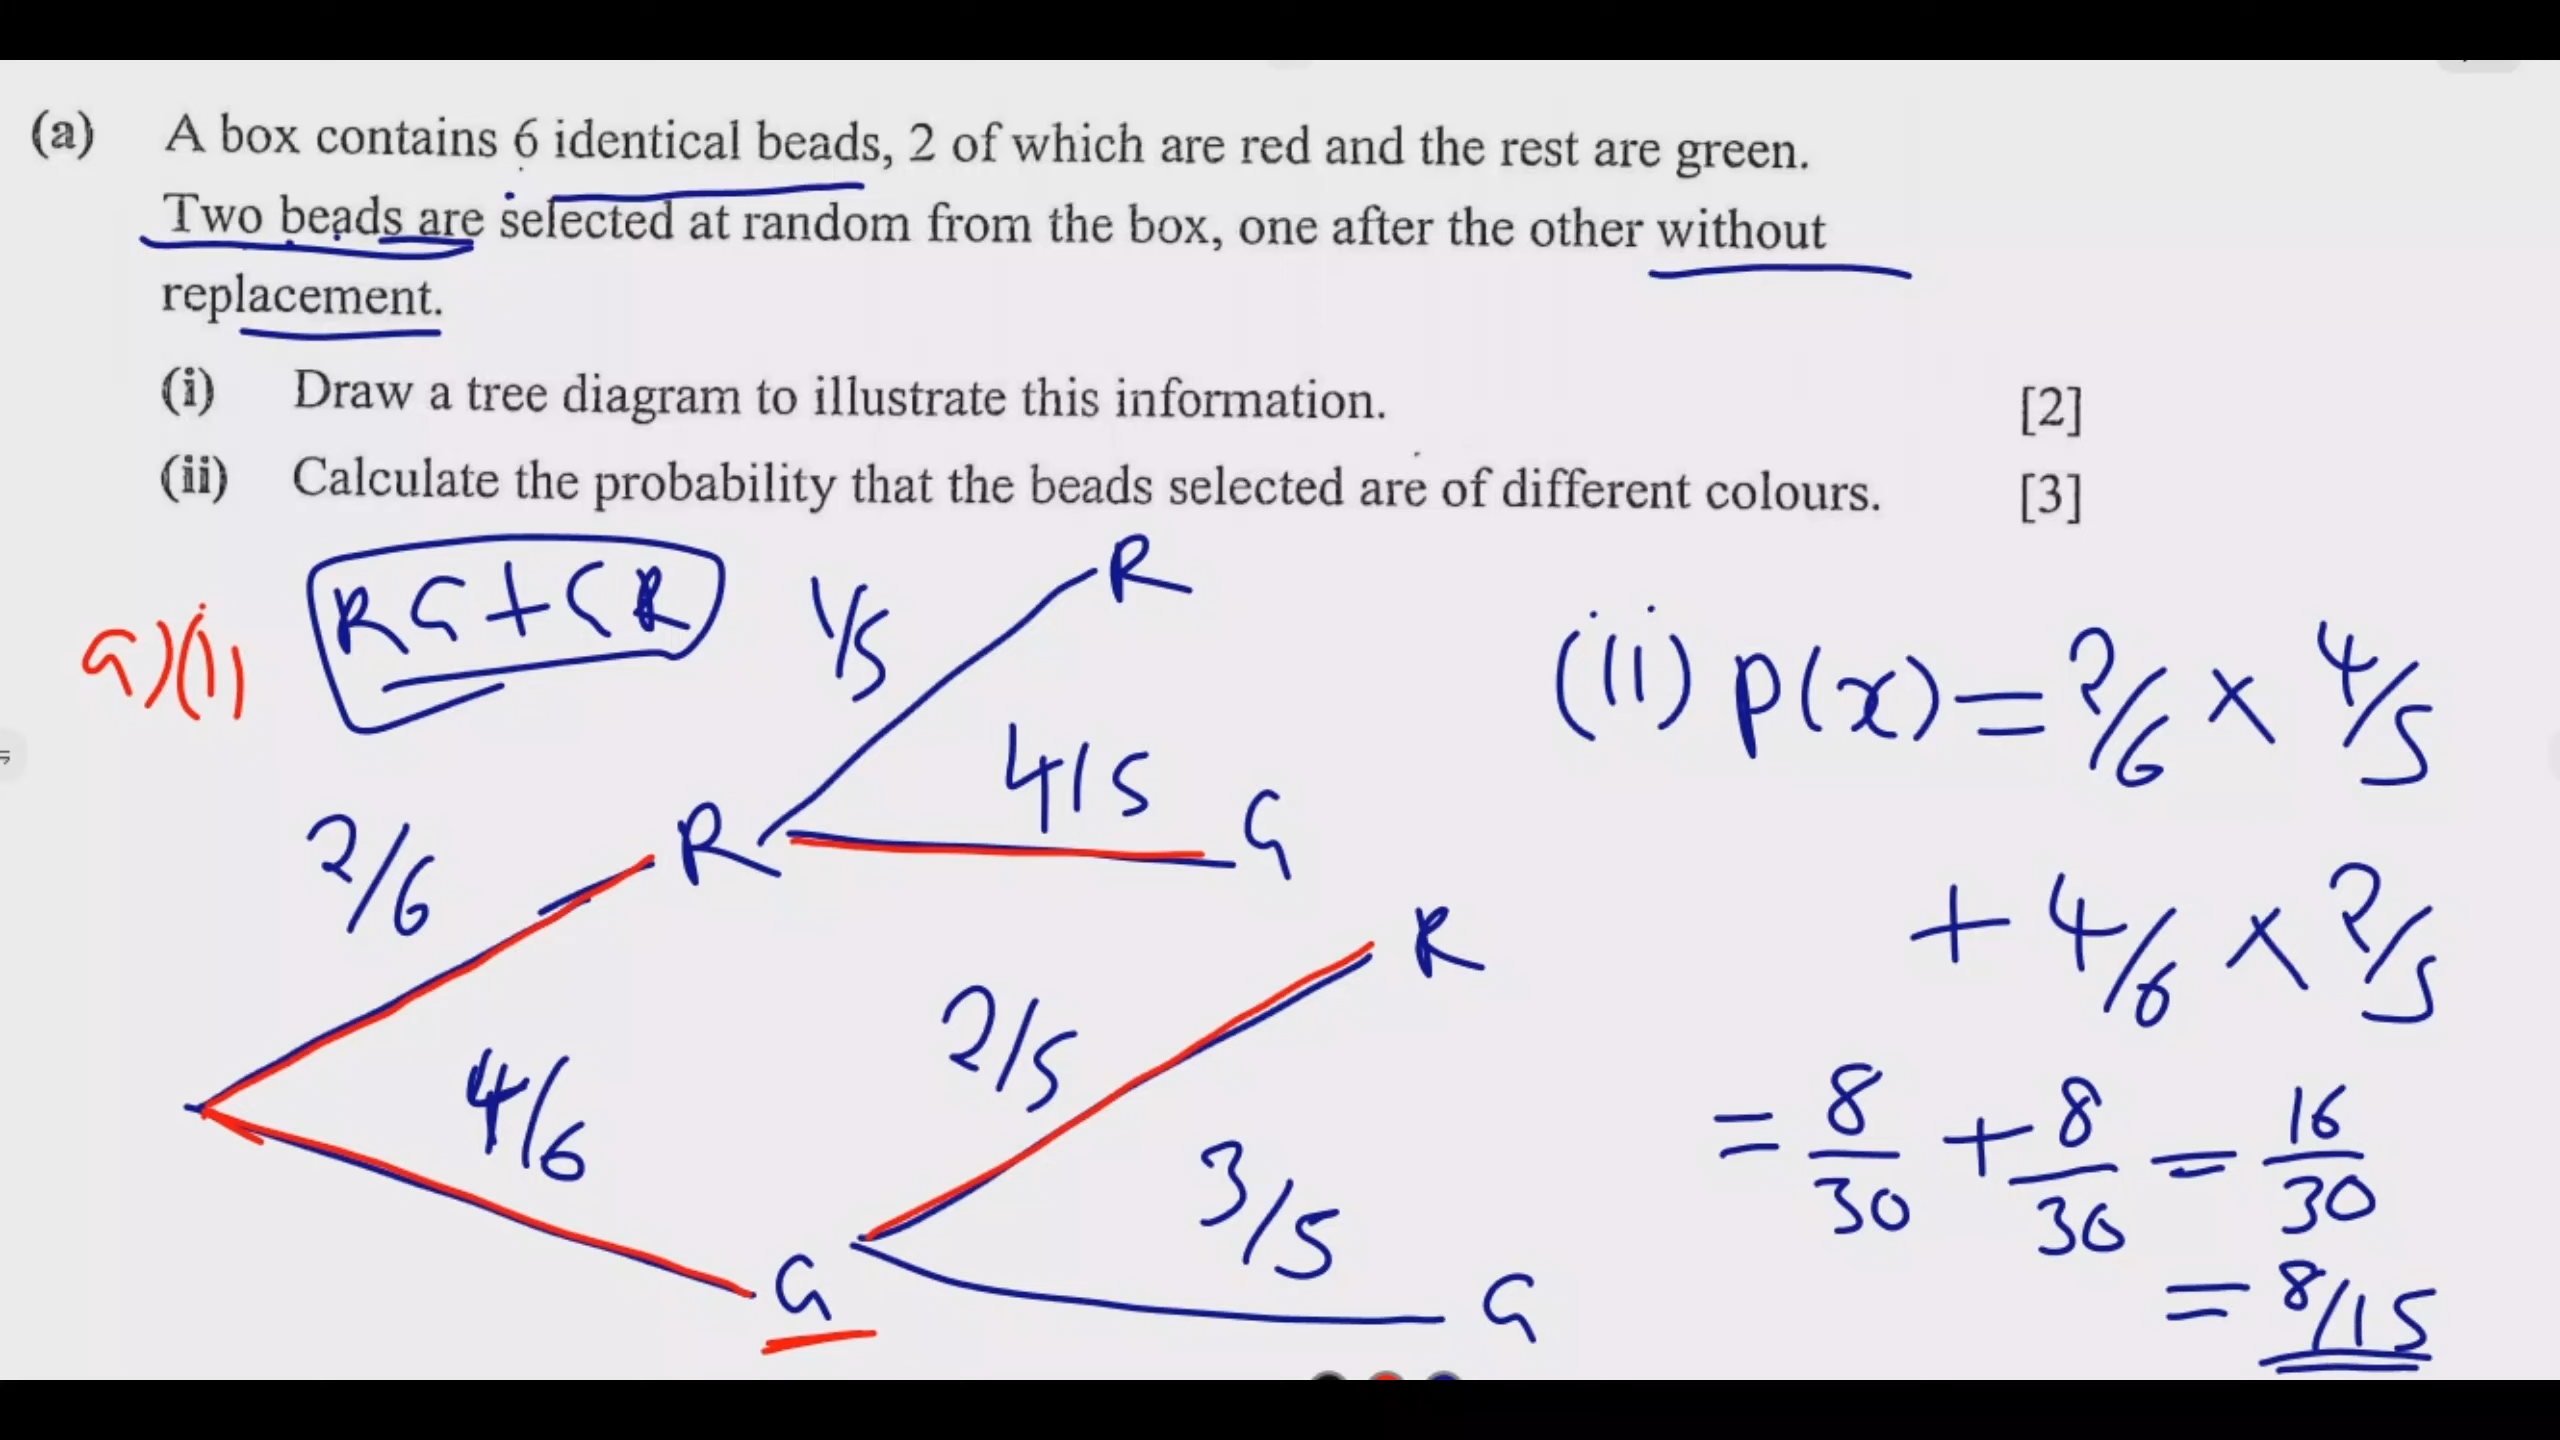 (a) A box contains 6 identical beads, 2 of which are red and the rest are green.
Two beads are selected at random from the box, one after the other without
replacement.
(i) Draw a tree diagram to illustrate this information. [2]
(ii) Calculate the probability that the beads selected are of different colours. [3]
a)(i)
RG+GR
1/5
R
4/5
G
2/6
R
4/6
G
2/5
R
3/5
G
(ii) P(x) = 2/6 × 4/5
+ 4/6 × 2/5
= 8/30 + 8/30 = 16/30
= 8/15